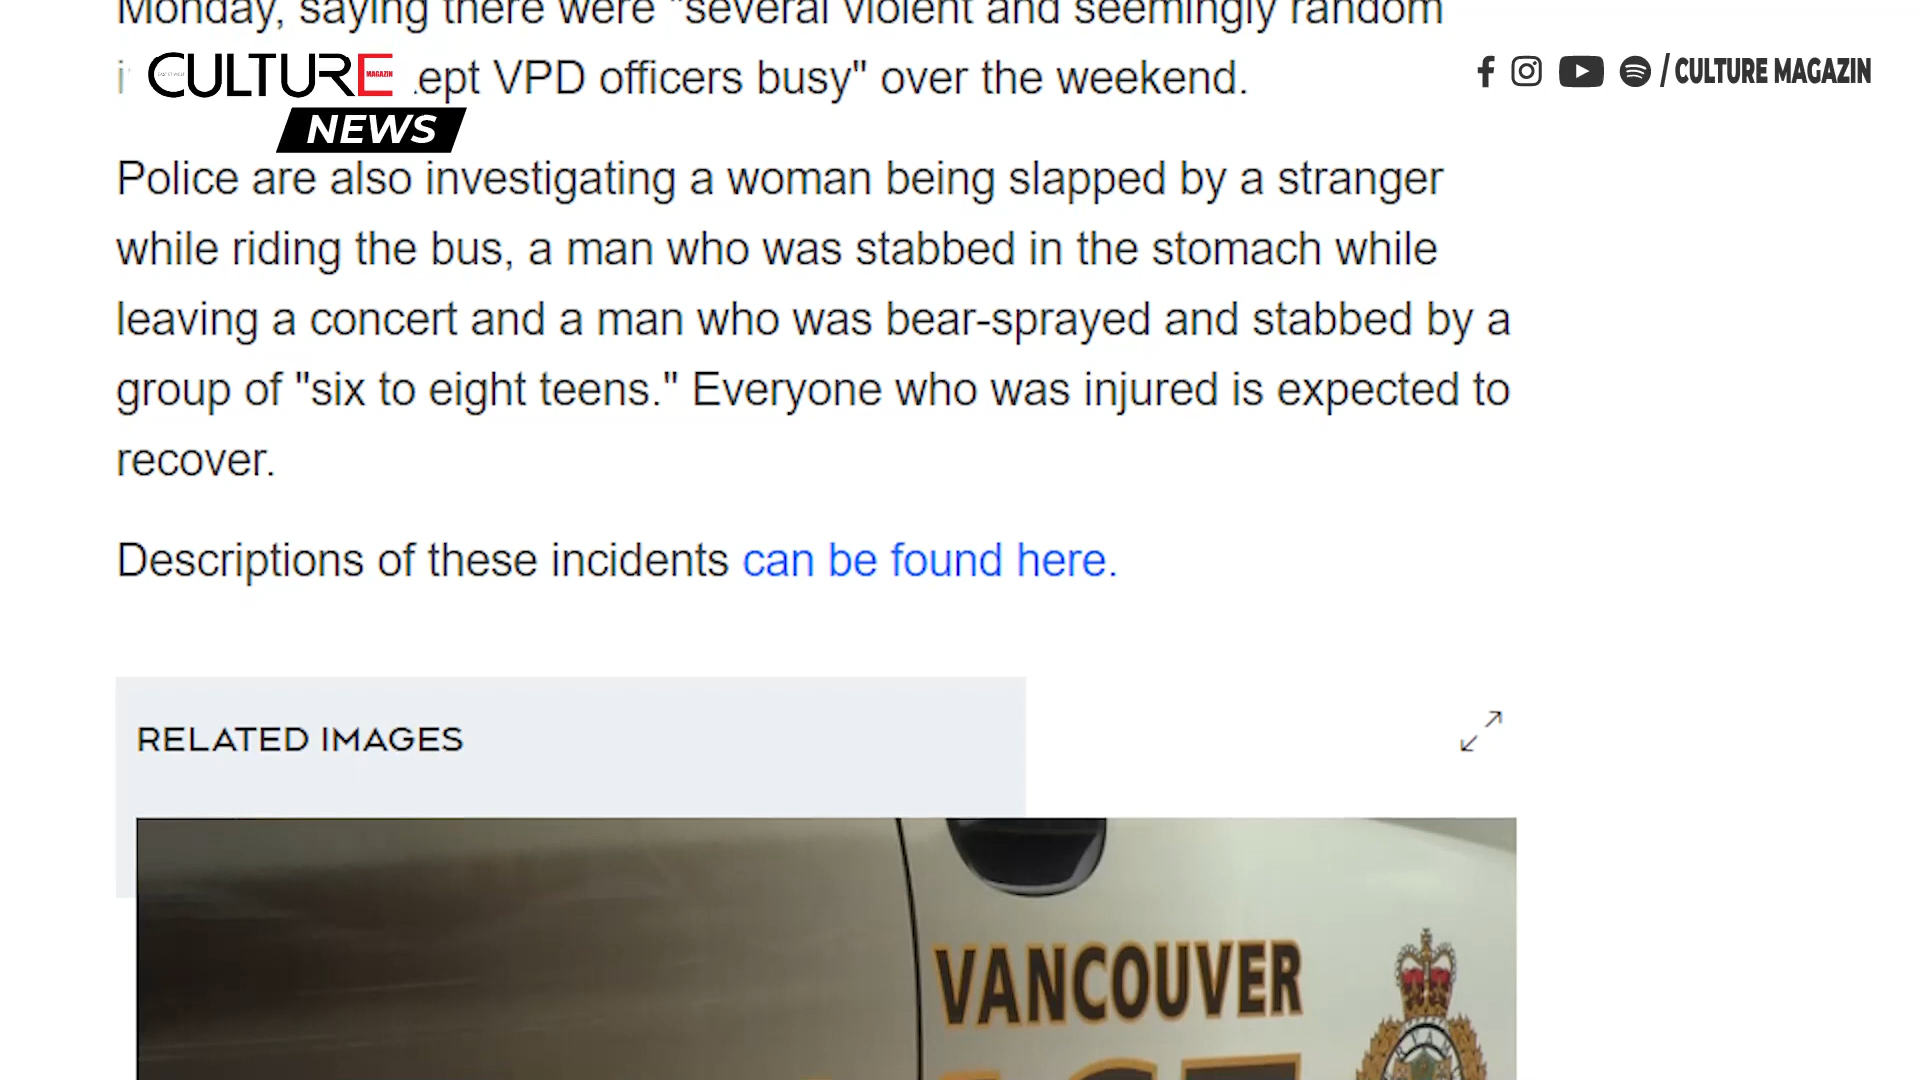 Monday, saying there were "several violent and seemingly random
CULTURE
MAGAZIN
NEWS
ept VPD officers busy" over the weekend.
/ CULTURE MAGAZIN
Police are also investigating a woman being slapped by a stranger
while riding the bus, a man who was stabbed in the stomach while
leaving a concert and a man who was bear-sprayed and stabbed by a
group of "six to eight teens." Everyone who was injured is expected to
recover.
Descriptions of these incidents can be found here.
RELATED IMAGES
VANCOUVER